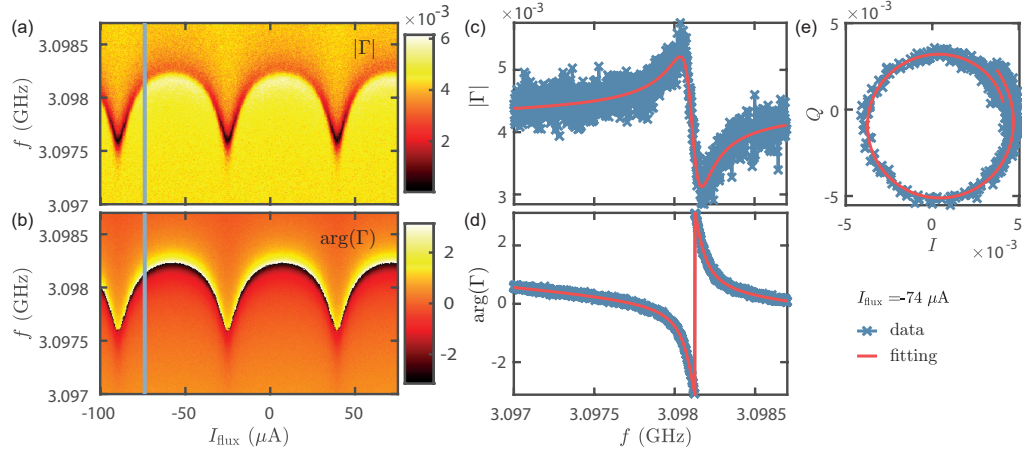 (a)
|Γ|
f (GHz)
3.0985
3.098
3.0975
3.097
×10⁻³
6
4
2
0
(b)
arg(Γ)
f (GHz)
3.0985
3.098
3.0975
3.097
2
0
-2
-100
-50
0
50
I_flux (μA)
(c)
×10⁻³
|Γ|
5
4
3
(d)
arg(Γ)
2
0
-2
3.097
3.0975
3.098
3.0985
f (GHz)
(e)
5 ×10⁻³
Q
0
-5
-5
0
5
I
×10⁻³
I_flux =-74 μA
data
fitting